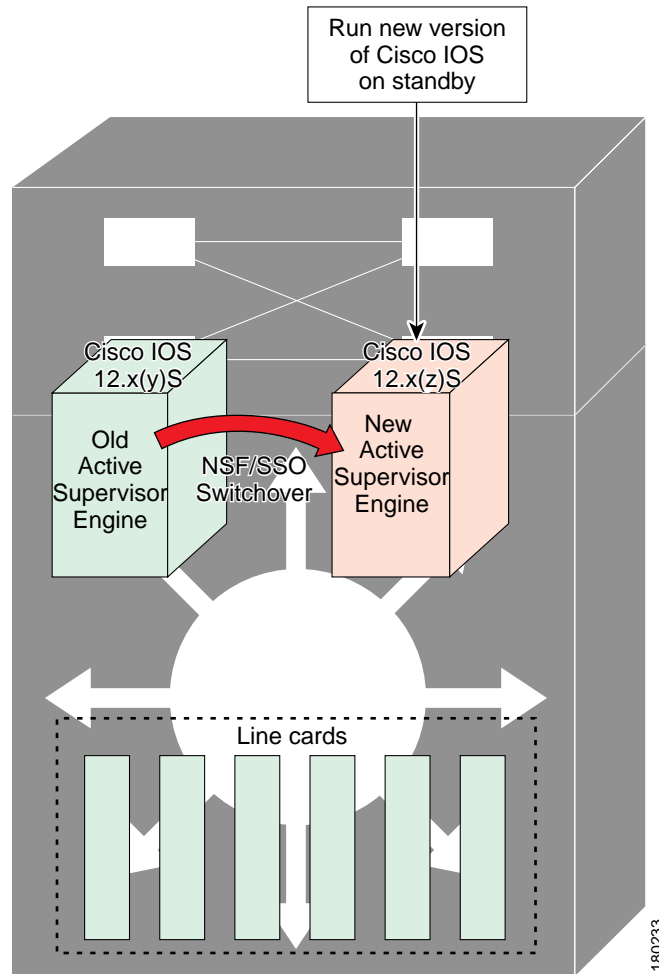 Run new version
of Cisco IOS
on standby
Cisco IOS
12.x(y)S
Cisco IOS
12.x(z)S
Old
Active
Supervisor
Engine
NSF/SSO
Switchover
New
Active
Supervisor
Engine
Line cards
180233